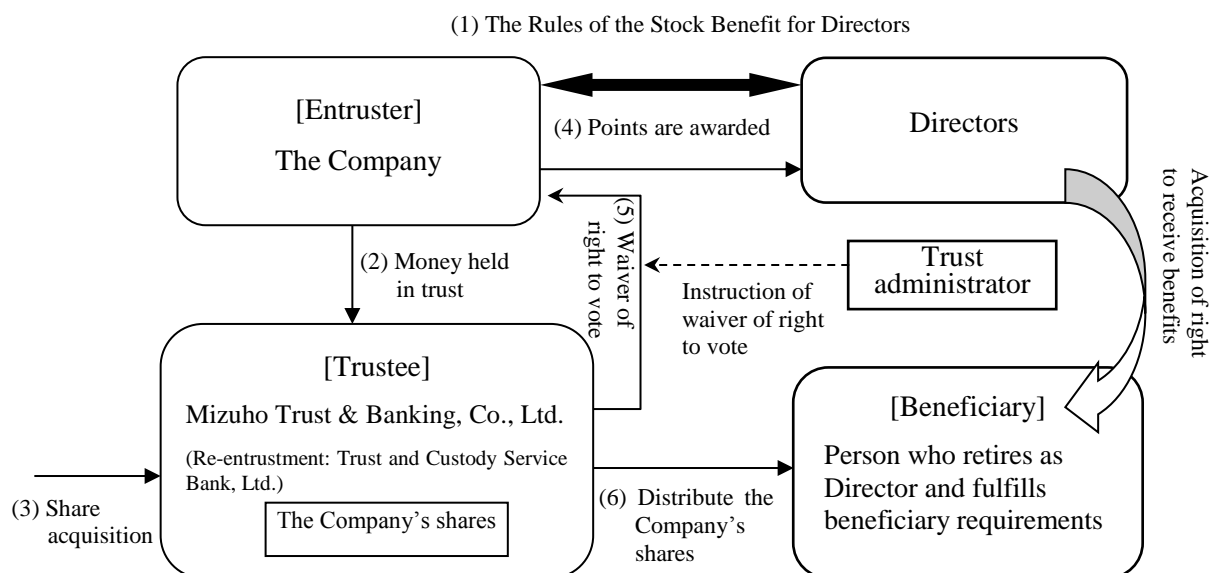 (1) The Rules of the Stock Benefit for Directors
[Entruster]
The Company
(4) Points are awarded
Directors
Acquisition of right
to receive benefits
(2) Money held
in trust
(5) Waiver of
right to vote
Instruction of
waiver of right
to vote
Trust
administrator
[Trustee]
Mizuho Trust & Banking, Co., Ltd.
(Re-entrustment: Trust and Custody Service
Bank, Ltd.)
The Company's shares
(3) Share
acquisition
(6) Distribute the
Company's
shares
[Beneficiary]
Person who retires as
Director and fulfills
beneficiary requirements